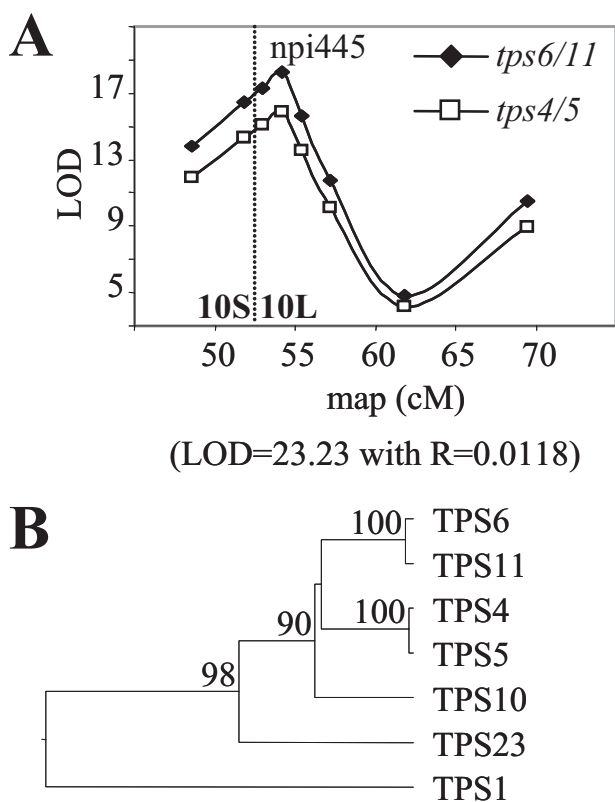 A
npi445
tps6/11
tps4/5
LOD
17
13
9
5
10S 10L
50 55 60 65 70
map (cM)
(LOD=23.23 with R=0.0118)
B
100 TPS6
TPS11
100 TPS4
90 TPS5
98 TPS10
TPS23
TPS1